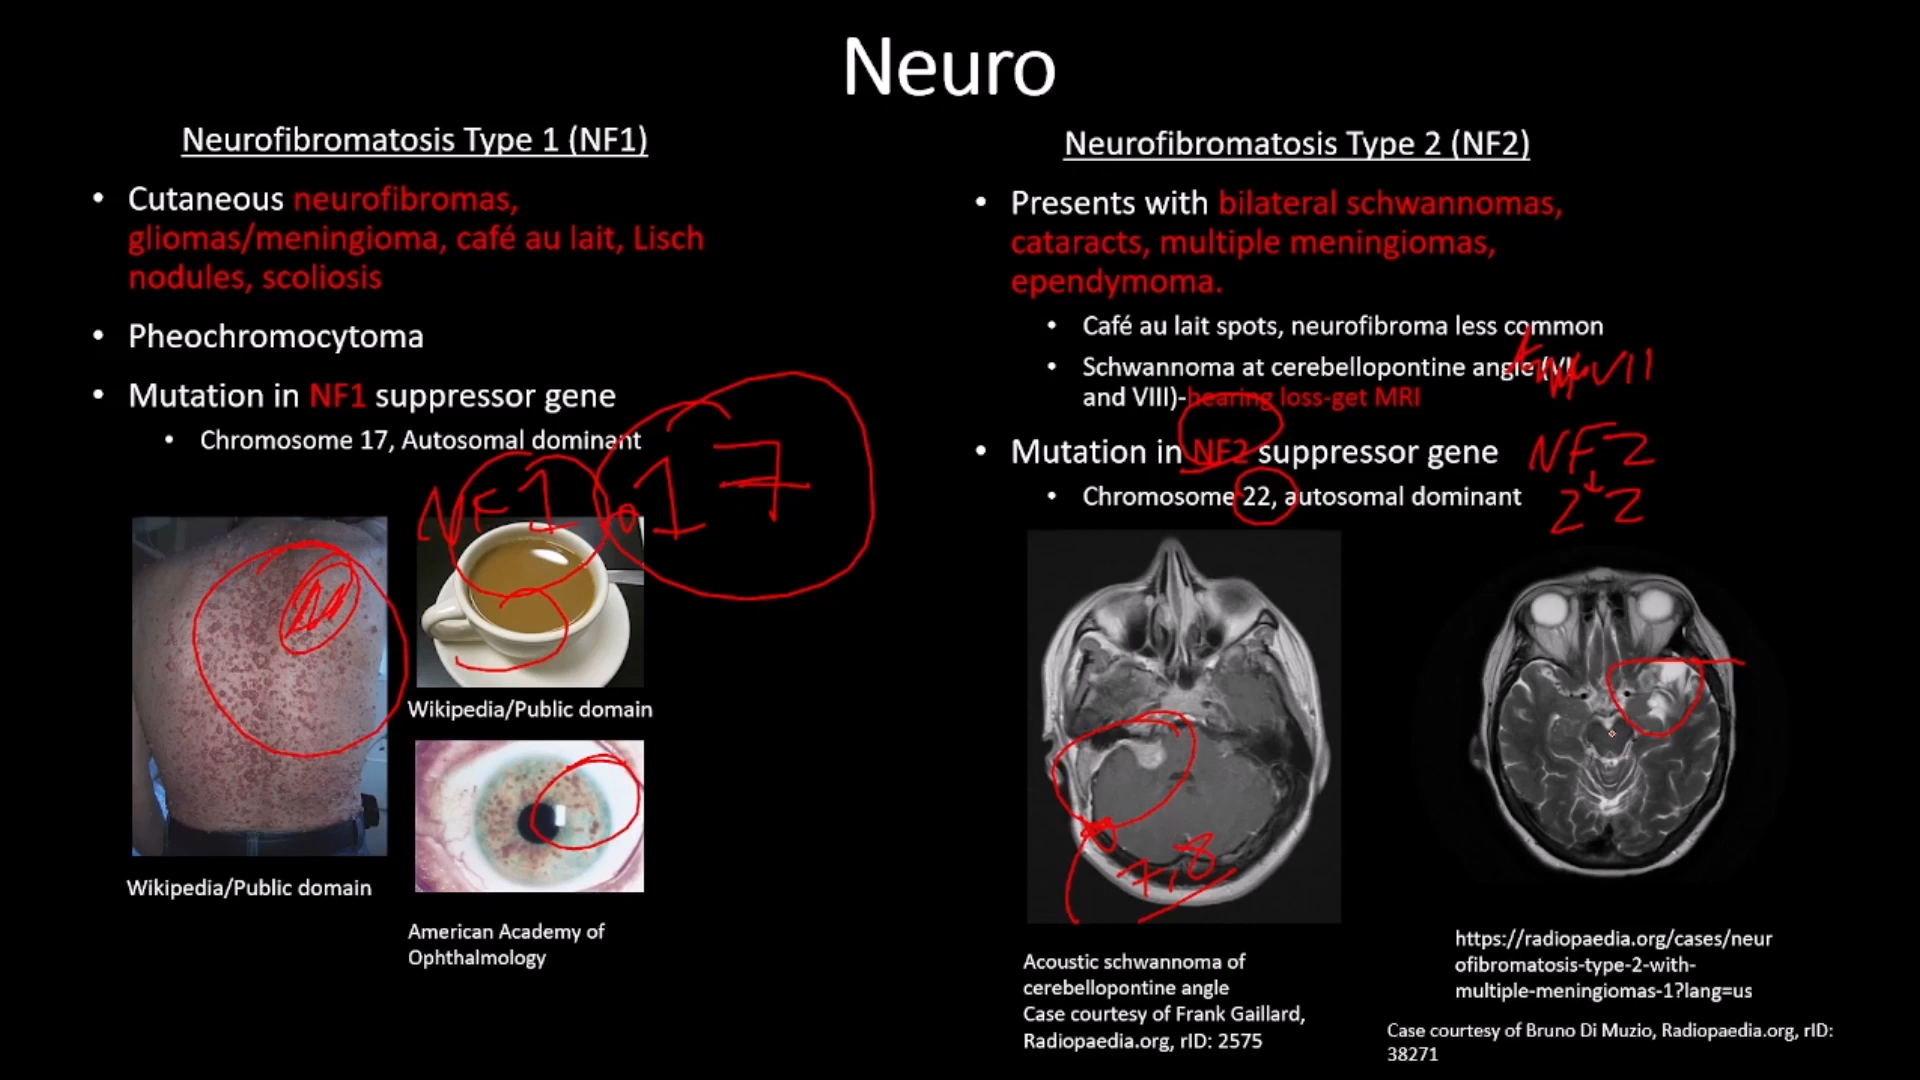 Neuro
Neurofibromatosis Type 1 (NF1)
• Cutaneous neurofibromas,
gliomas/meningioma, café au lait, Lisch
nodules, scoliosis
• Pheochromocytoma
• Mutation in NF1 suppressor gene
• Chromosome 17, Autosomal dominant
NF1
17
Wikipedia/Public domain
Wikipedia/Public domain
American Academy of
Ophthalmology
Neurofibromatosis Type 2 (NF2)
• Presents with bilateral schwannomas,
cataracts, multiple meningiomas,
ependymoma.
• Café au lait spots, neurofibroma less common
• Schwannoma at cerebellopontine angle (VI
VII
and VIII)-hearing loss-get MRI
• Mutation in NF2 suppressor gene
NF2
• Chromosome 22, autosomal dominant
22
7,8
Acoustic schwannoma of
cerebellopontine angle
Case courtesy of Frank Gaillard,
Radiopaedia.org, rID: 2575
https://radiopaedia.org/cases/neur
ofibromatosis-type-2-with-
multiple-meningiomas-1?lang=us
Case courtesy of Bruno Di Muzio, Radiopaedia.org, rID:
38271